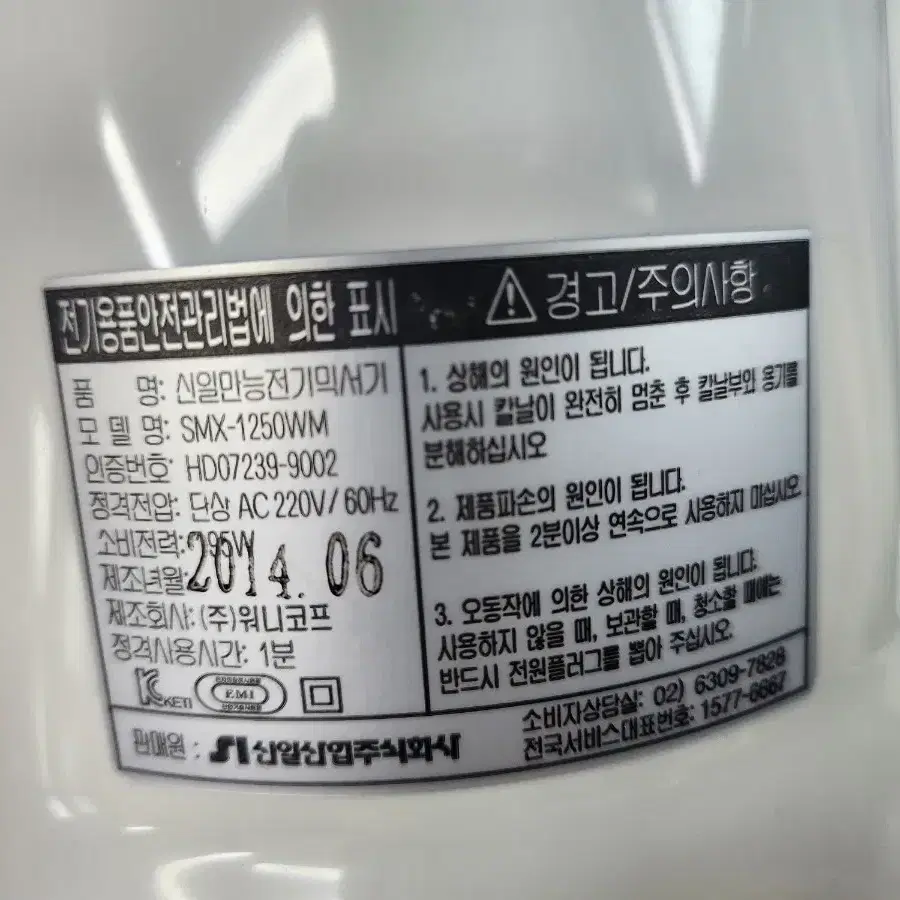 전기용품안전관리법에 의한 표시
품 명: 신일만능전기믹서기
모 델 명: SMX-1250WM
인증번호: HD07239-9002
정격전압: 단상 AC 220V/60Hz
소비전력: 295W
제조년월: 2014. 06
제조회사: (주)워니코프
정격사용시간: 1분
KETI
EMI
판매원 : SI 신일산업주식회사
경고/주의사항
1. 상해의 원인이 됩니다.
사용시 칼날이 완전히 멈춘 후 칼날부와 용기를
분해하십시오
2. 제품파손의 원인이 됩니다.
본 제품을 2분이상 연속으로 사용하지 마십시오.
3. 오동작에 의한 상해의 원인이 됩니다.
사용하지 않을 때, 보관할 때, 청소할 때에는
반드시 전원플러그를 뽑아 주십시오.
소비자상담실: 02) 6309-7828
전국서비스대표번호: 1577-6667